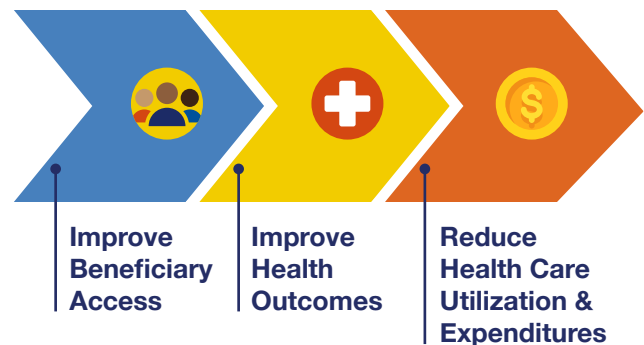 $
Improve
Beneficiary
Access
Improve
Health
Outcomes
Reduce
Health Care
Utilization &
Expenditures